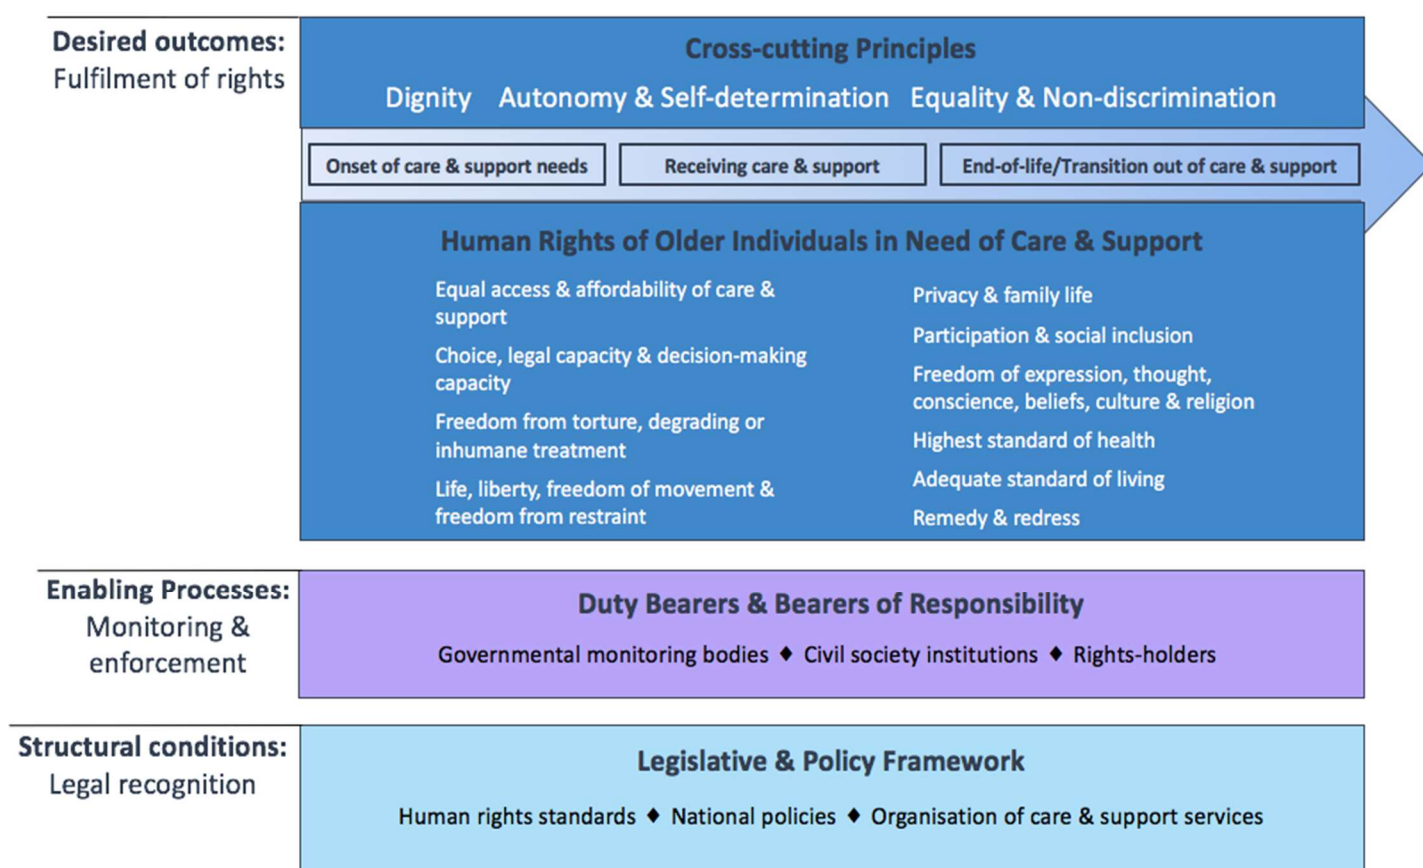 Desired outcomes:
Fulfilment of rights
Cross-cutting Principles
Dignity Autonomy & Self-determination Equality & Non-discrimination
Onset of care & support needs
Receiving care & support
End-of-life/Transition out of care & support
Human Rights of Older Individuals in Need of Care & Support
Equal access & affordability of care &
support
Choice, legal capacity & decision-making
capacity
Freedom from torture, degrading or
inhumane treatment
Life, liberty, freedom of movement &
freedom from restraint
Privacy & family life
Participation & social inclusion
Freedom of expression, thought,
conscience, beliefs, culture & religion
Highest standard of health
Adequate standard of living
Remedy & redress
Enabling Processes:
Monitoring &
enforcement
Duty Bearers & Bearers of Responsibility
Governmental monitoring bodies ♦ Civil society institutions ♦ Rights-holders
Structural conditions:
Legal recognition
Legislative & Policy Framework
Human rights standards ♦ National policies ♦ Organisation of care & support services